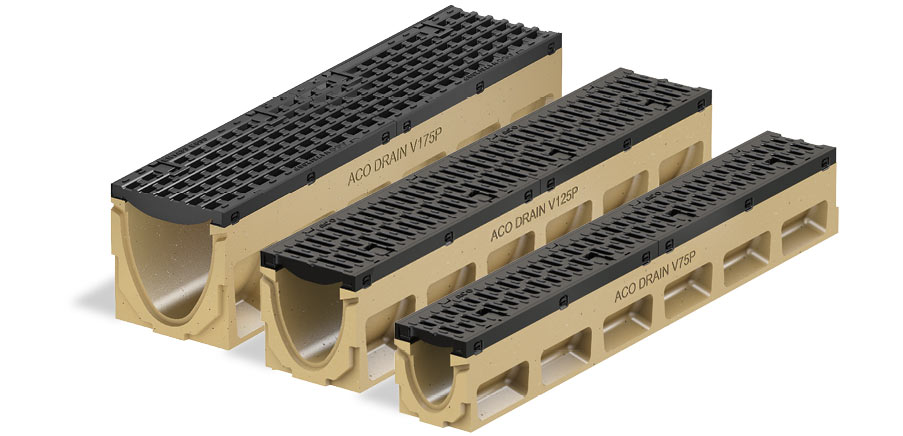 ACO DRAIN V175P
ACO DRAIN V125P
ACO DRAIN V75P